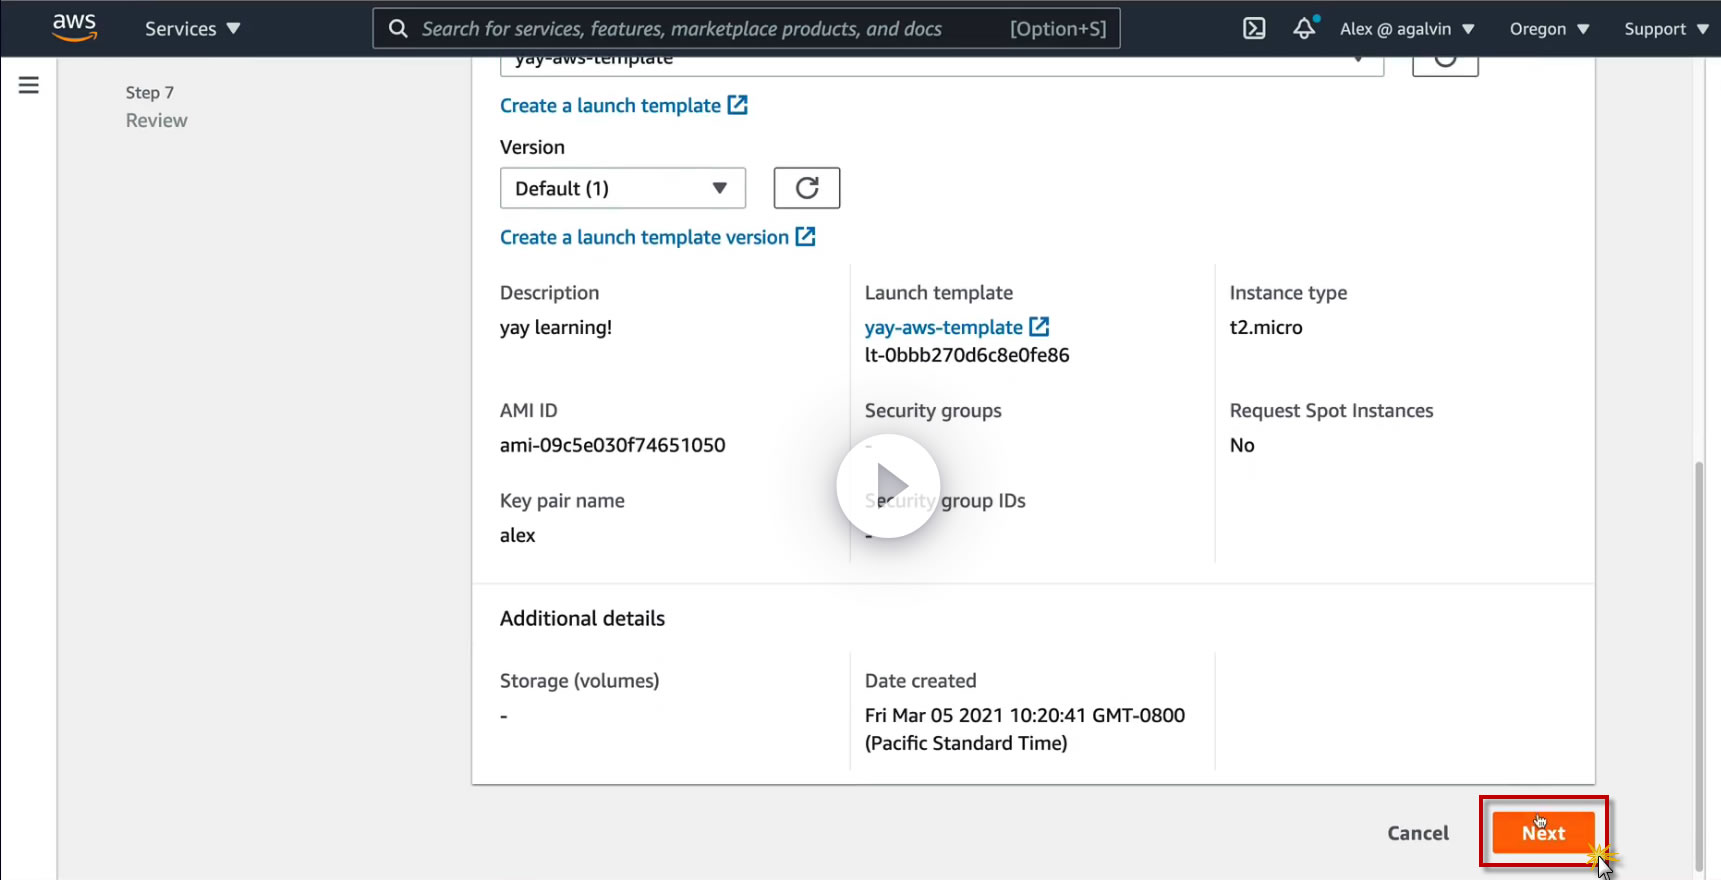 aws
Services
Search for services, features, marketplace products, and docs
[Option+S]
Alex @ agalvin
Oregon
Support
Step 7
Review
yay-aws-template
Create a launch template
Version
Default (1)
Create a launch template version
Description
yay learning!
Launch template
yay-aws-template
lt-0bbb270d6c8e0fe86
Instance type
t2.micro
AMI ID
ami-09c5e030f74651050
Security groups
-
Request Spot Instances
No
Key pair name
alex
Security group IDs
-
Additional details
Storage (volumes)
-
Date created
Fri Mar 05 2021 10:20:41 GMT-0800
(Pacific Standard Time)
Cancel
Next